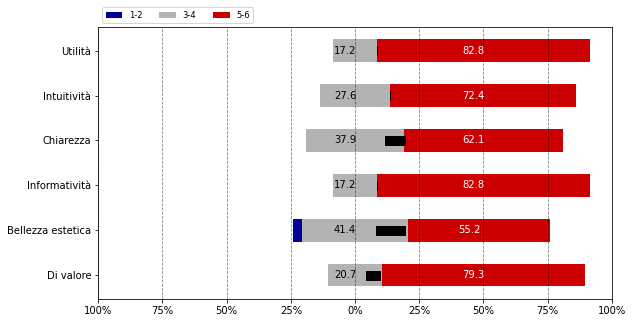 1-2 3-4 5-6
Utilità 17.2 82.8
Intuitività 27.6 72.4
Chiarezza 37.9 62.1
Informatività 17.2 82.8
Bellezza estetica 41.4 55.2
Di valore 20.7 79.3
100% 75% 50% 25% 0% 25% 50% 75% 100%